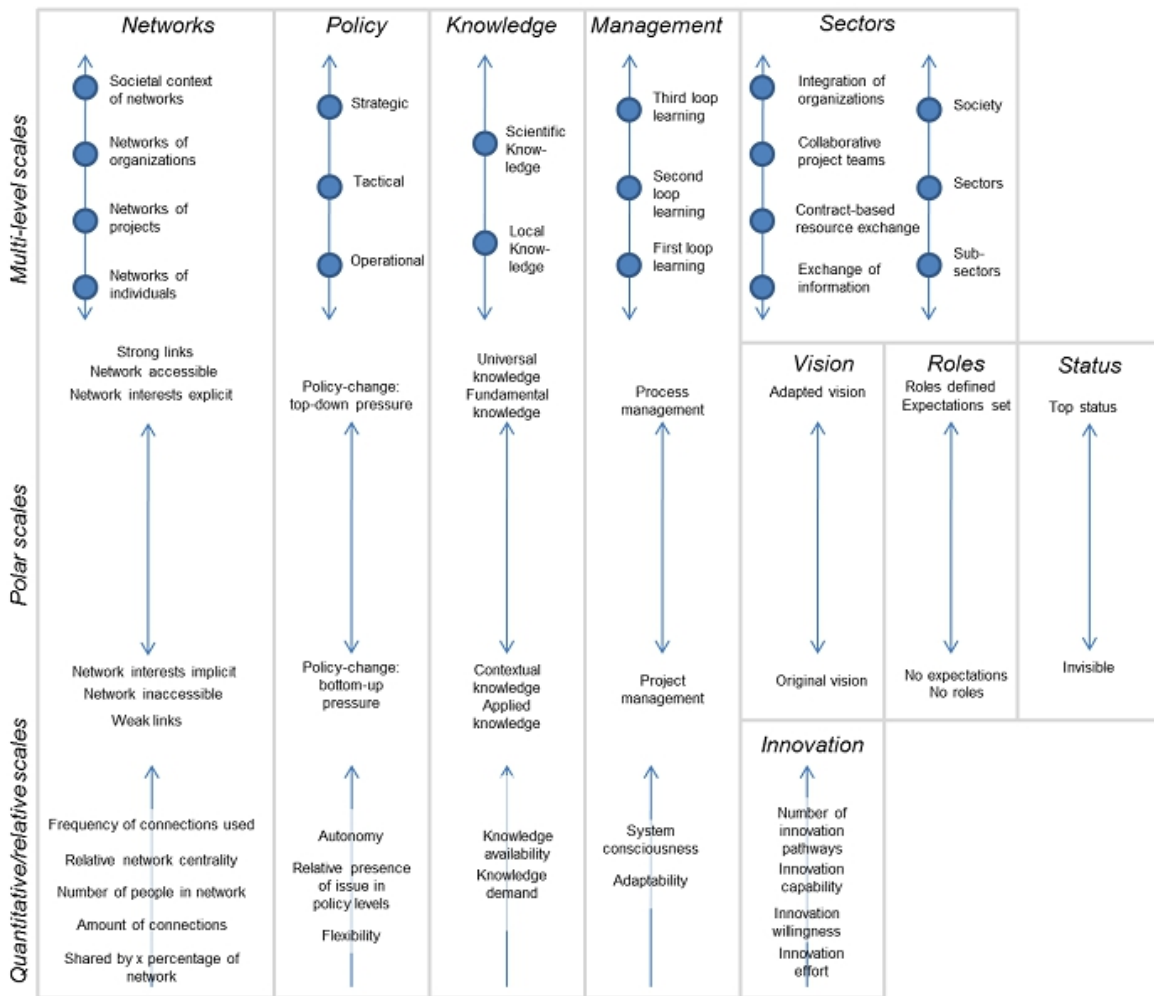 Networks
Policy
Knowledge
Management
Sectors
Multi-level scales
Societal context
of networks
Networks of
organizations
Networks of
projects
Networks of
individuals
Strategic
Tactical
Operational
Scientific
Know-
ledge
Local
Know-
ledge
Third loop
learning
Second
loop
learning
First loop
learning
Integration of
organizations
Collaborative
project teams
Contract-based
resource exchange
Exchange of
information
Society
Sectors
Sub-
sectors
Polar scales
Strong links
Network accessible
Network interests explicit
Network interests implicit
Network inaccessible
Weak links
Policy-change:
top-down pressure
Policy-change:
bottom-up
pressure
Universal
knowledge
Fundamental
knowledge
Contextual
knowledge
Applied
knowledge
Process
management
Project
management
Vision
Adapted vision
Original vision
Roles
Roles defined
Expectations set
No expectations
No roles
Status
Top status
Invisible
Quantitative/relative scales
Frequency of connections used
Relative network centrality
Number of people in network
Amount of connections
Shared by x percentage of
network
Autonomy
Relative presence
of issue in
policy levels
Flexibility
Knowledge
availability
Knowledge
demand
System
consciousness
Adaptability
Innovation
Number of
innovation
pathways
Innovation
capability
Innovation
willingness
Innovation
effort